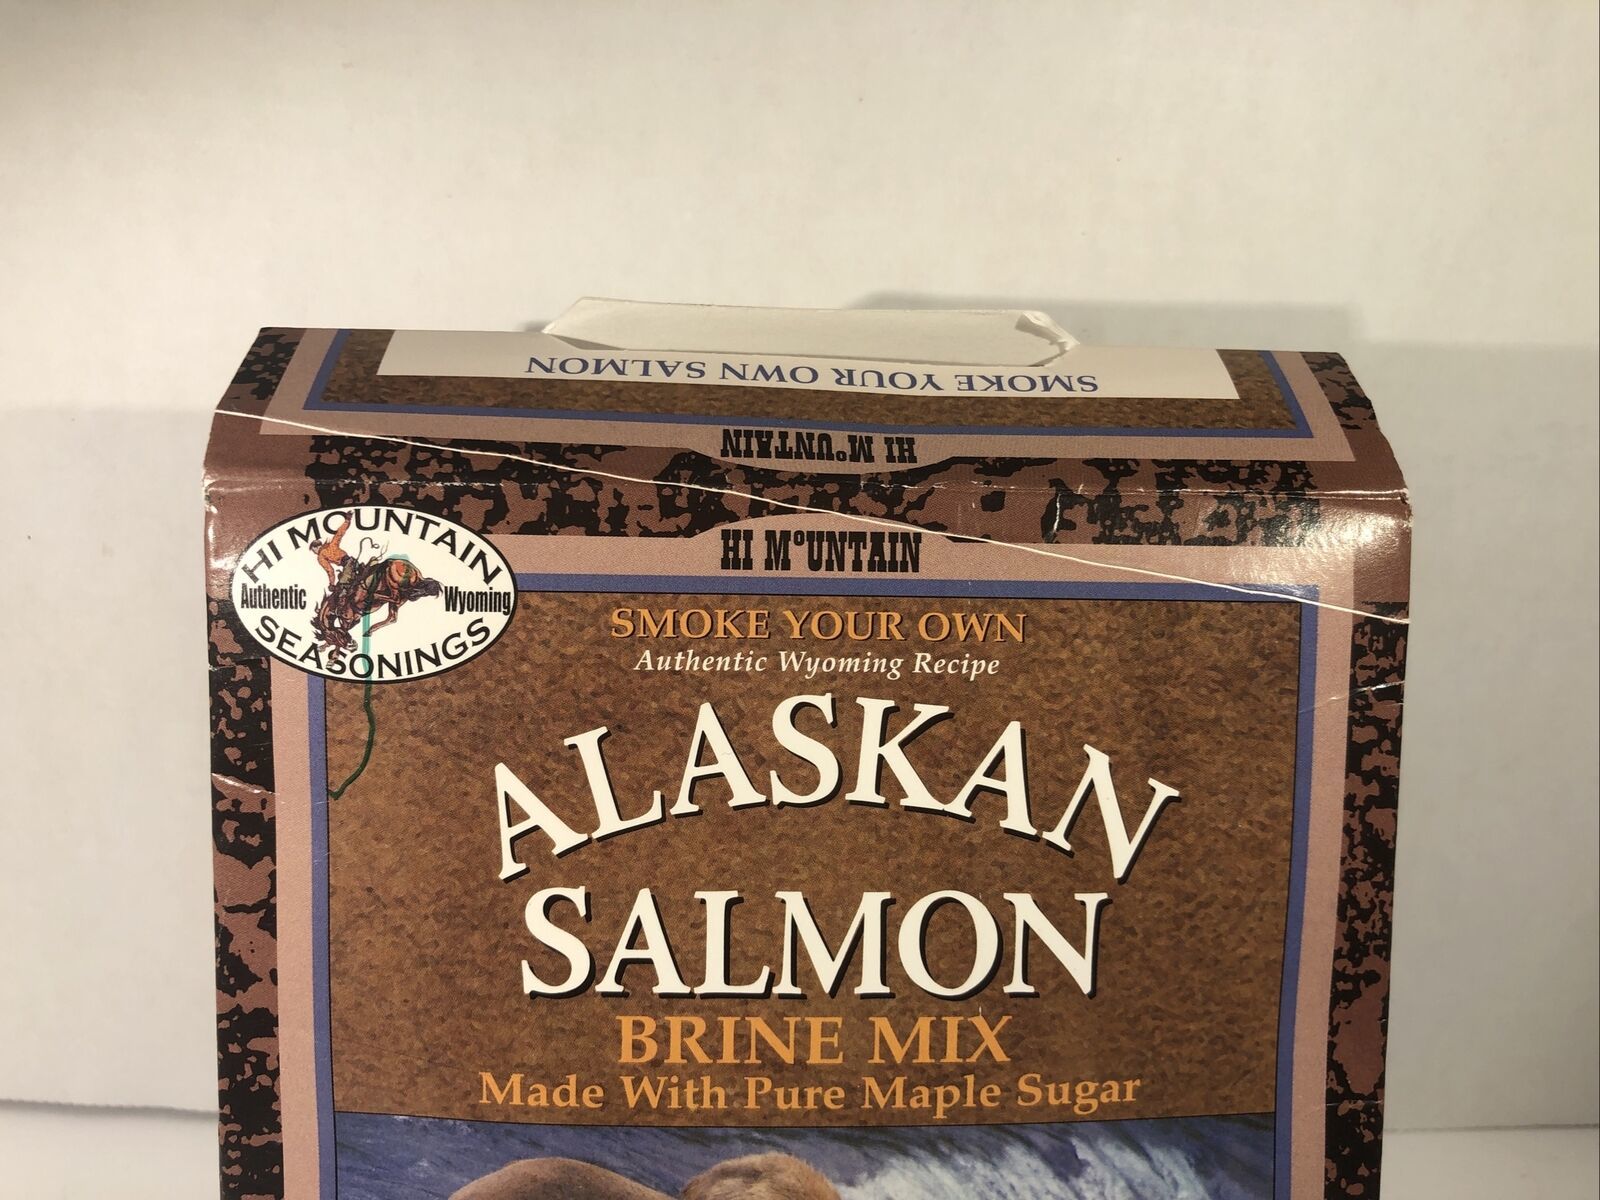 SMOKE YOUR OWN SALMON
HI MOUNTAIN
HI MOUNTAIN
HI MOUNTAIN
Authentic Wyoming
SEASONINGS
SMOKE YOUR OWN
Authentic Wyoming Recipe
ALASKAN
SALMON
BRINE MIX
Made With Pure Maple Sugar